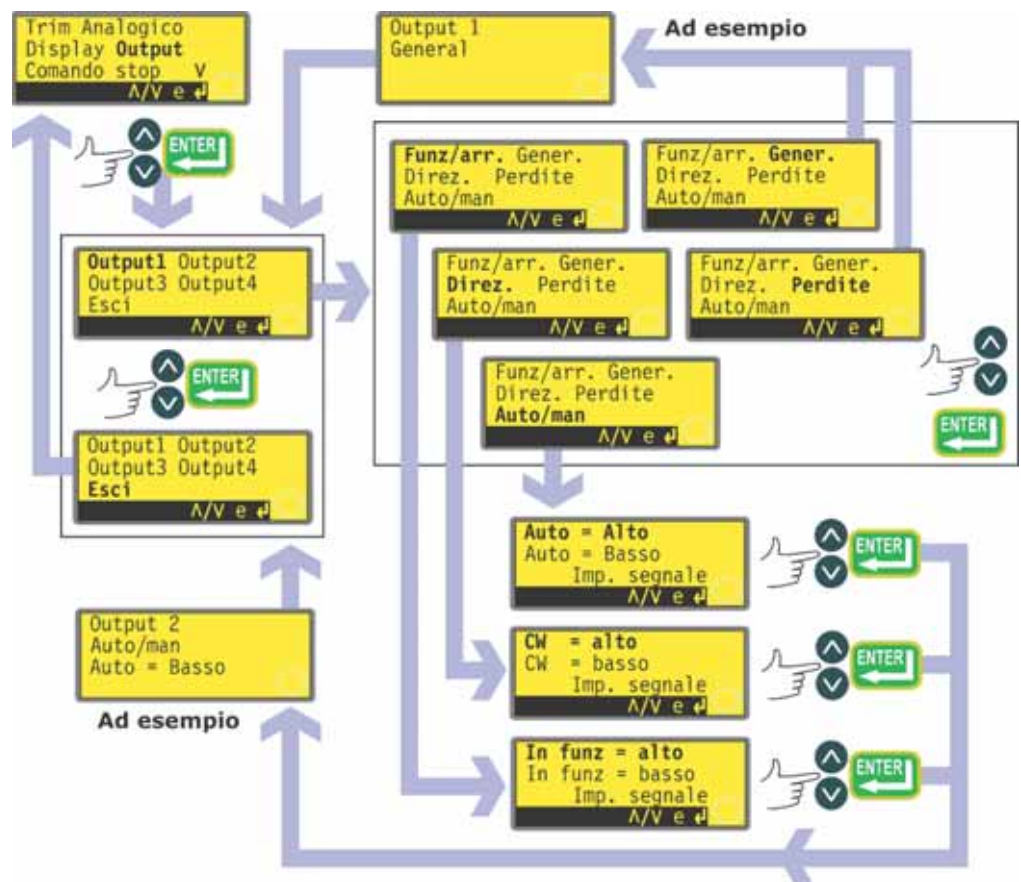 Trim Analogico
Display Output
Comando stop V
Λ/V e ↲
ENTER
Output 1
General
Ad esempio
Funz/arr. Gener.
Direz. Perdite
Auto/man
Λ/V e ↲
Funz/arr. Gener.
Direz. Perdite
Auto/man
Λ/V e ↲
Output1 Output2
Output3 Output4
Esci
Λ/V e ↲
Funz/arr. Gener.
Direz. Perdite
Auto/man
Λ/V e ↲
Funz/arr. Gener.
Direz. Perdite
Auto/man
Λ/V e ↲
ENTER
Funz/arr. Gener.
Direz. Perdite
Auto/man
Λ/V e ↲
ENTER
Output1 Output2
Output3 Output4
Esci
Λ/V e ↲
Auto = Alto
Auto = Basso
Imp. segnale
Λ/V e ↲
ENTER
Output 2
Auto/man
Auto = Basso
Ad esempio
CW = alto
CW = basso
Imp. segnale
Λ/V e ↲
ENTER
In funz = alto
In funz = basso
Imp. segnale
Λ/V e ↲
ENTER